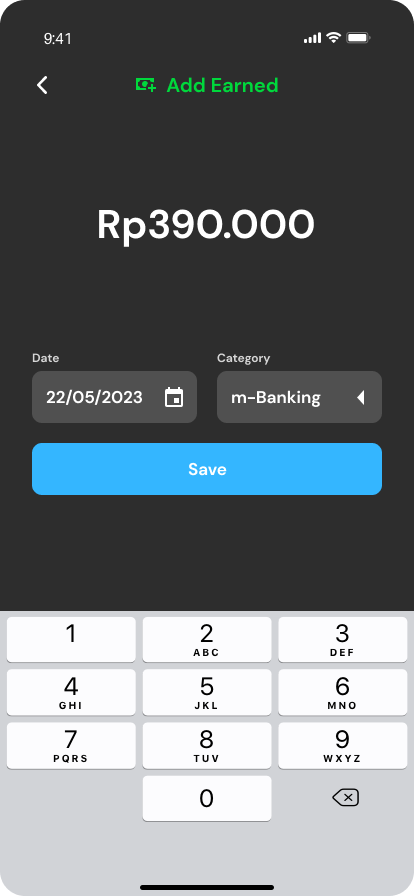 9:41
Add Earned
Rp390.000
Date
Category
22/05/2023
m-Banking
Save
1
2
3
ABC
DEF
4
5
6
GHI
JKL
MNO
7
8
9
PQRS
TUV
WXYZ
0